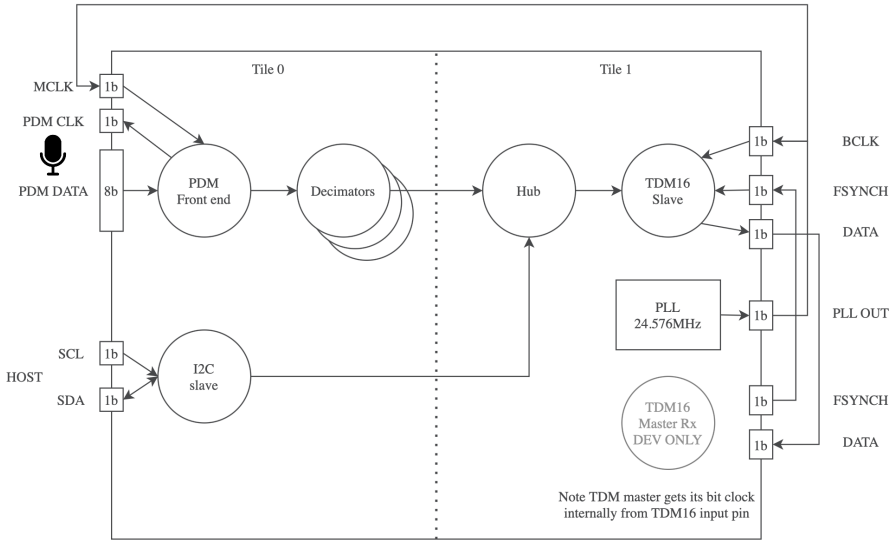 Tile 0
Tile 1
MCLK
1b
PDM CLK
1b
PDM DATA
8b
PDM
Front end
Decimators
Hub
TDM16
Slave
1b
BCLK
1b
FSYNCH
1b
DATA
PLL
24.576MHz
1b
PLL OUT
HOST
SCL
1b
SDA
1b
I2C
slave
TDM16
Master Rx
DEV ONLY
1b
FSYNCH
1b
DATA
Note TDM master gets its bit clock
internally from TDM16 input pin